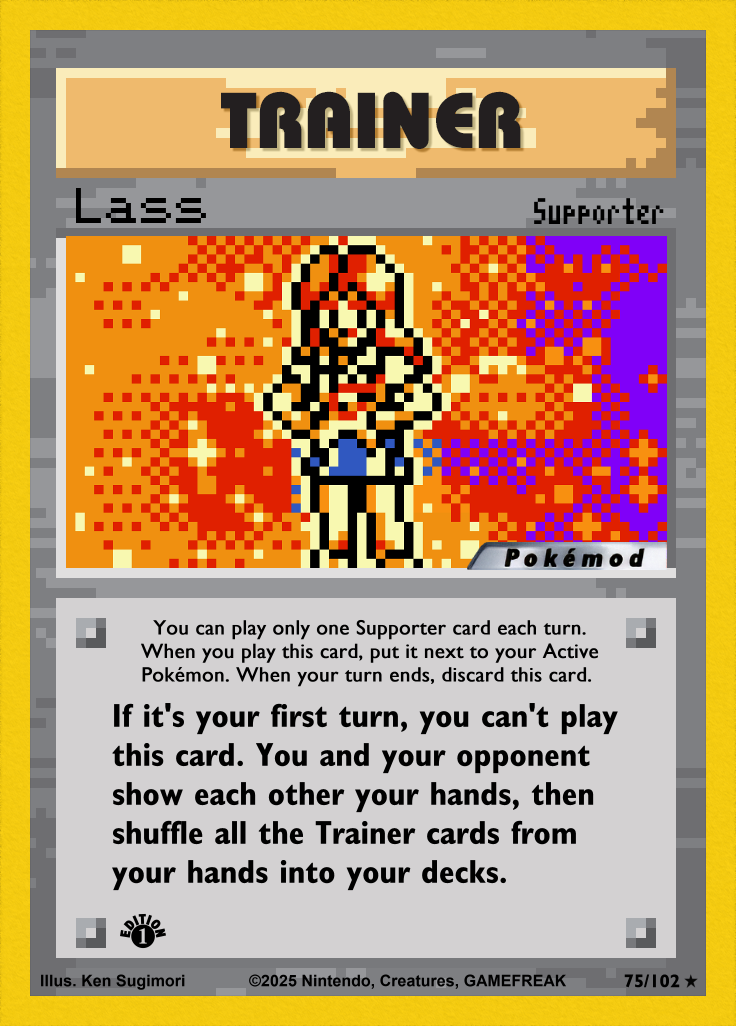 TRAINER
Lass
Supporter
Pokémod
You can play only one Supporter card each turn.
When you play this card, put it next to your Active
Pokémon. When your turn ends, discard this card.
If it's your first turn, you can't play
this card. You and your opponent
show each other your hands, then
shuffle all the Trainer cards from
your hands into your decks.
EDITION
1
Illus. Ken Sugimori
©2025 Nintendo, Creatures, GAMEFREAK
75/102 ★